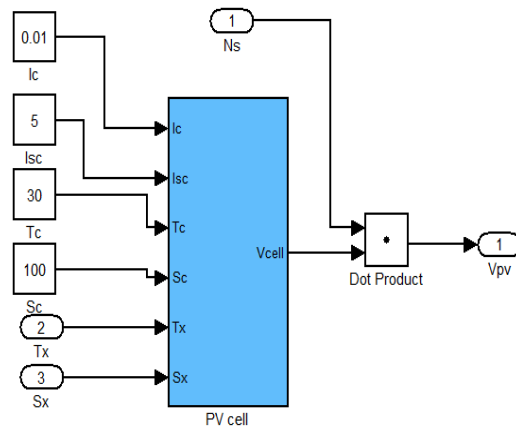 0.01
Ic
5
Isc
30
Tc
100
Sc
2
Tx
3
Sx
1
Ns
Ic
Isc
Tc
Sc
Tx
Sx
Vcell
PV cell
Dot Product
1
Vpv